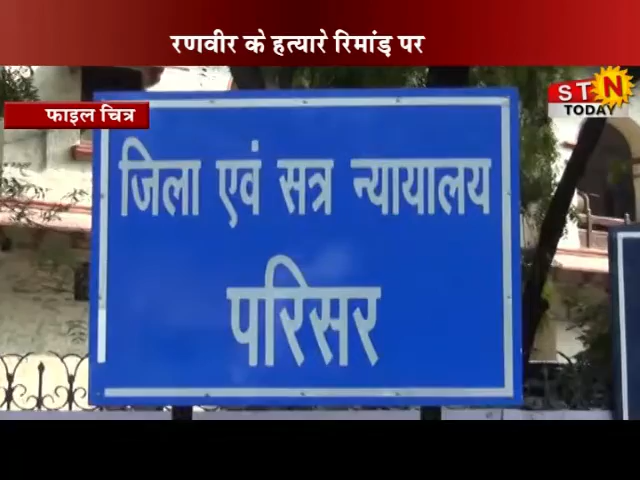 रणवीर के हत्यारे रिमांड़ पर
STN
TODAY
फाइल चित्र
जिला एवं सत्र न्यायालय
परिसर